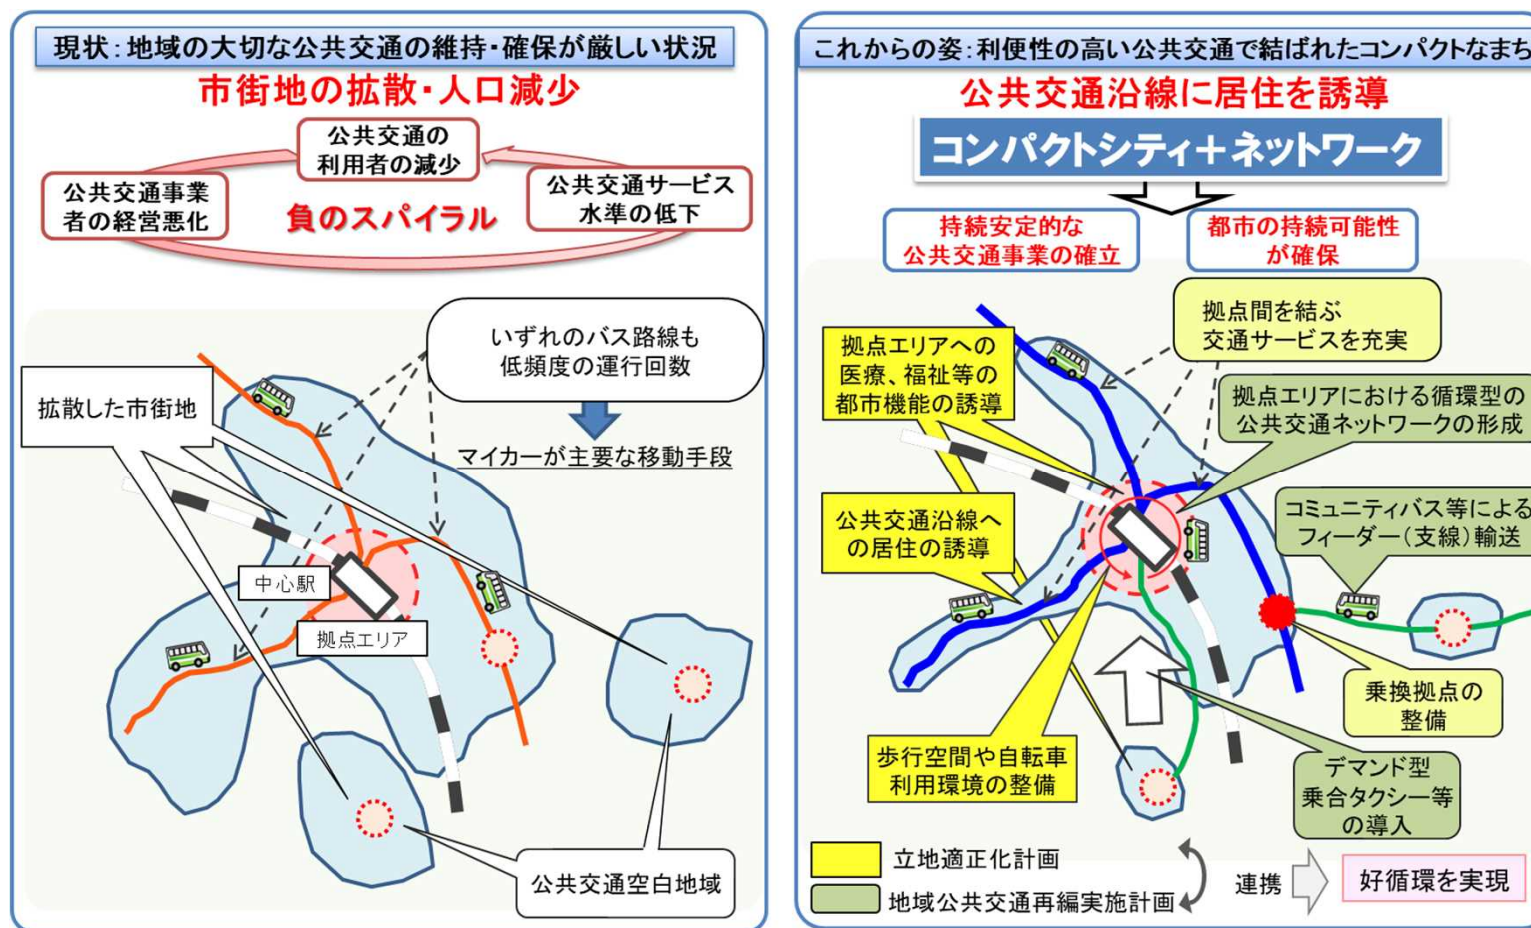 現状：地域の大切な公共交通の維持・確保が厳しい状況
市街地の拡散・人口減少
公共交通の
利用者の減少
公共交通事業
者の経営悪化
負のスパイラル
公共交通サービス
水準の低下
いずれのバス路線も
低頻度の運行回数
拡散した市街地
マイカーが主要な移動手段
中心駅
拠点エリア
公共交通空白地域
これからの姿：利便性の高い公共交通で結ばれたコンパクトなまち
公共交通沿線に居住を誘導
コンパクトシティ＋ネットワーク
持続安定的な
公共交通事業の確立
都市の持続可能性
が確保
拠点間を結ぶ
交通サービスを充実
拠点エリアへの
医療、福祉等の
都市機能の誘導
拠点エリアにおける循環型の
公共交通ネットワークの形成
公共交通沿線へ
の居住の誘導
コミュニティバス等による
フィーダー（支線）輸送
乗換拠点の
整備
歩行空間や自転車
利用環境の整備
デマンド型
乗合タクシー等
の導入
立地適正化計画
地域公共交通再編実施計画
連携
好循環を実現